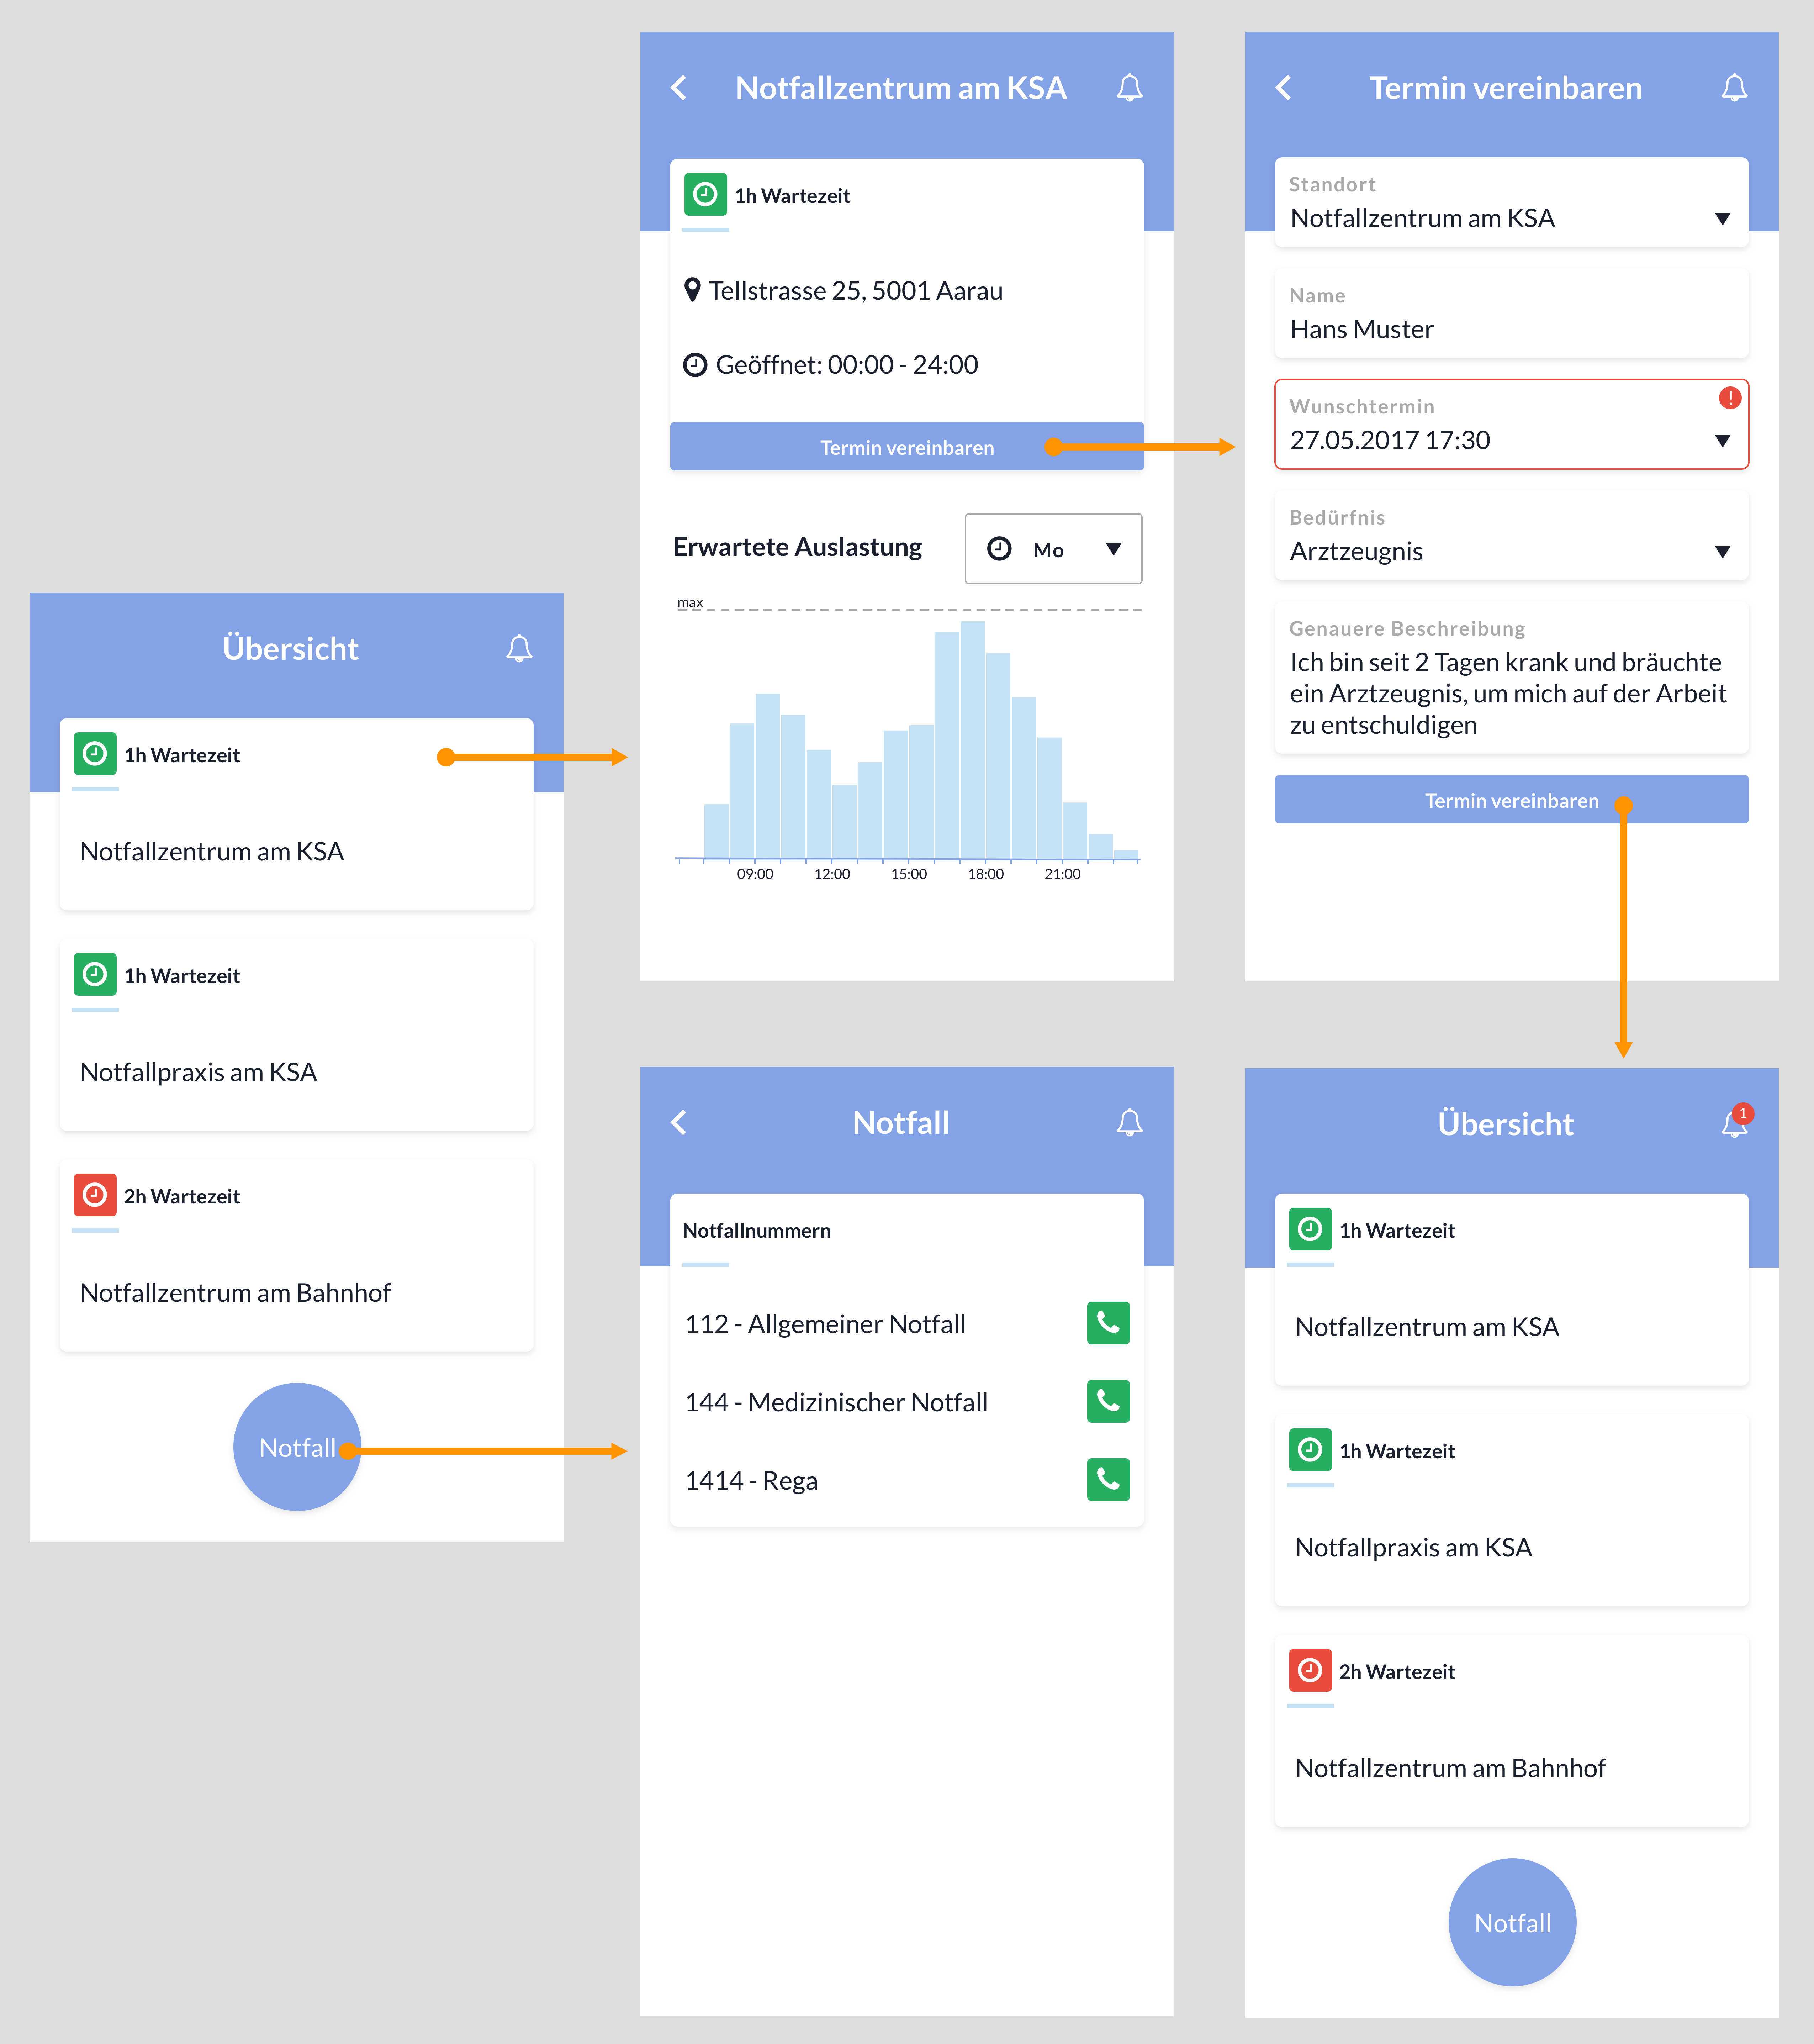 Übersicht
1h Wartezeit
Notfallzentrum am KSA
1h Wartezeit
Notfallpraxis am KSA
2h Wartezeit
Notfallzentrum am Bahnhof
Notfall
Notfallzentrum am KSA
1h Wartezeit
Tellstrasse 25, 5001 Aarau
Geöffnet: 00:00 - 24:00
Termin vereinbaren
Erwartete Auslastung
Mo
max
09:00 12:00 15:00 18:00 21:00
Termin vereinbaren
Standort
Notfallzentrum am KSA
Name
Hans Muster
Wunschtermin
27.05.2017 17:30
Bedürfnis
Arztzeugnis
Genauere Beschreibung
Ich bin seit 2 Tagen krank und bräuchte
ein Arztzeugnis, um mich auf der Arbeit
zu entschuldigen
Termin vereinbaren
Notfall
Notfallnummern
112 - Allgemeiner Notfall
144 - Medizinischer Notfall
1414 - Rega
Übersicht
1
1h Wartezeit
Notfallzentrum am KSA
1h Wartezeit
Notfallpraxis am KSA
2h Wartezeit
Notfallzentrum am Bahnhof
Notfall